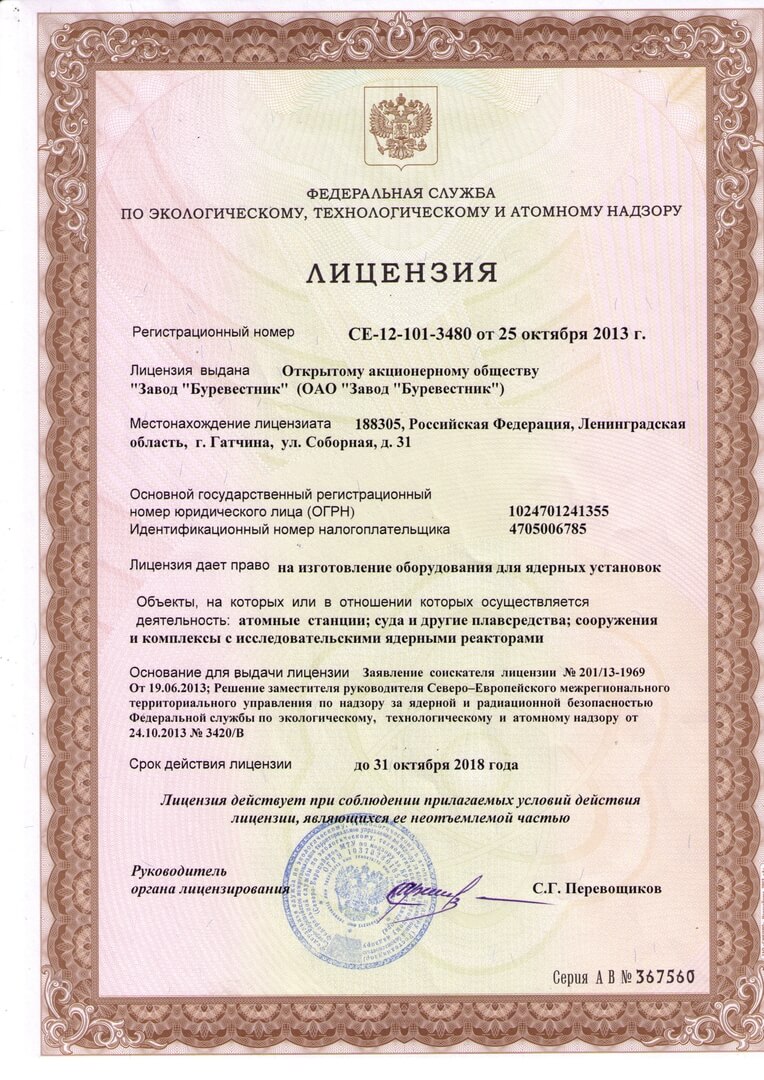 ФЕДЕРАЛЬНАЯ СЛУЖБА
ПО ЭКОЛОГИЧЕСКОМУ, ТЕХНОЛОГИЧЕСКОМУ И АТОМНОМУ НАДЗОРУ
ЛИЦЕНЗИЯ
Регистрационный номер СЕ-12-101-3480 от 25 октября 2013 г.
Лицензия выдана Открытому акционерному обществу
"Завод "Буревестник" (ОАО "Завод "Буревестник")
Местонахождение лицензиата 188305, Российская Федерация, Ленинградская
область, г. Гатчина, ул. Соборная, д. 31
Основной государственный регистрационный
номер юридического лица (ОГРН) 1024701241355
Идентификационный номер налогоплательщика 4705006785
Лицензия дает право на изготовление оборудования для ядерных установок
Объекты, на которых или в отношении которых осуществляется
деятельность: атомные станции; суда и другие плавсредства; сооружения
и комплексы с исследовательскими ядерными реакторами
Основание для выдачи лицензии Заявление соискателя лицензии № 201/13-1969
От 19.06.2013; Решение заместителя руководителя Северо–Европейского межрегионального
территориального управления по надзору за ядерной и радиационной безопасностью
Федеральной службы по экологическому, технологическому и атомному надзору от
24.10.2013 № 3420/В
Срок действия лицензии до 31 октября 2018 года
Лицензия действует при соблюдении прилагаемых условий действия
лицензии, являющихся ее неотъемлемой частью
Руководитель
органа лицензирования С.Г. Перевощиков
Серия А В № 367560